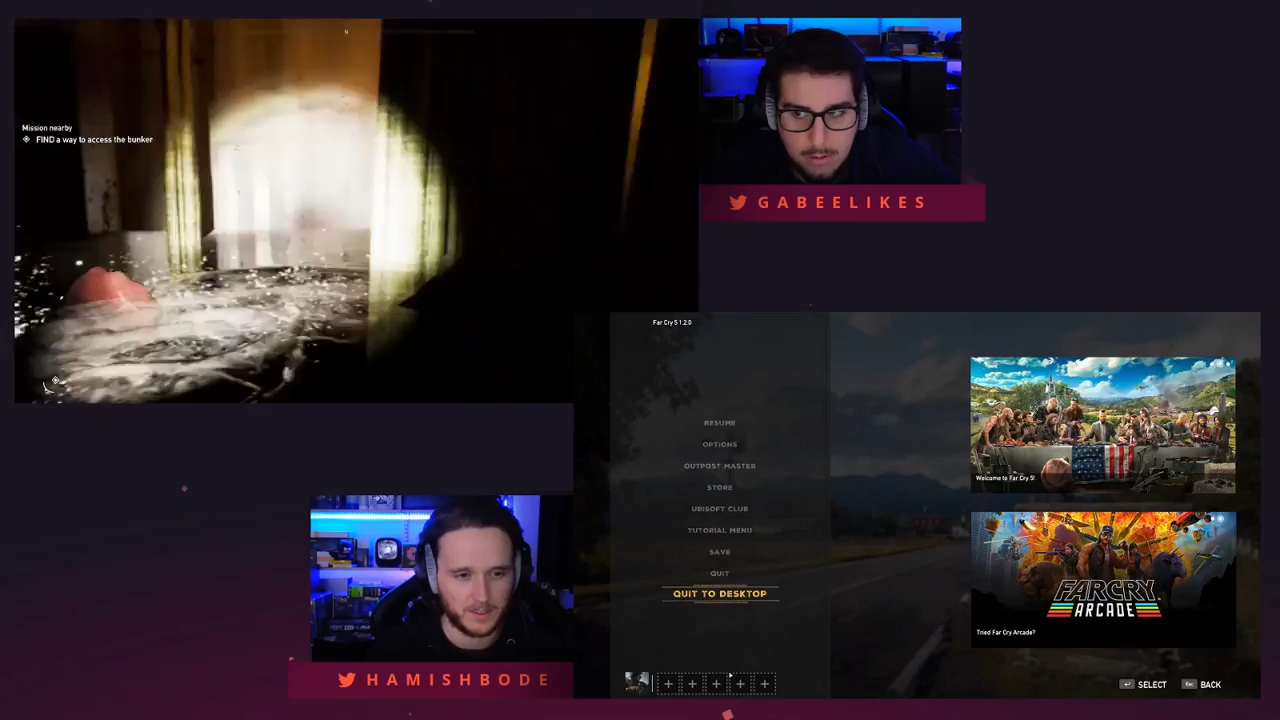 N
Mission nearby
FIND a way to access the bunker
GABEELIKES
Far Cry 5 1.2.0
RESUME
OPTIONS
OUTPOST MASTER
STORE
UBISOFT CLUB
TUTORIAL MENU
SAVE
QUIT
QUIT TO DESKTOP
Welcome to Far Cry 5!
FARCRY
ARCADE
Tried Far Cry Arcade?
HAMISHBODE
SELECT
Esc BACK